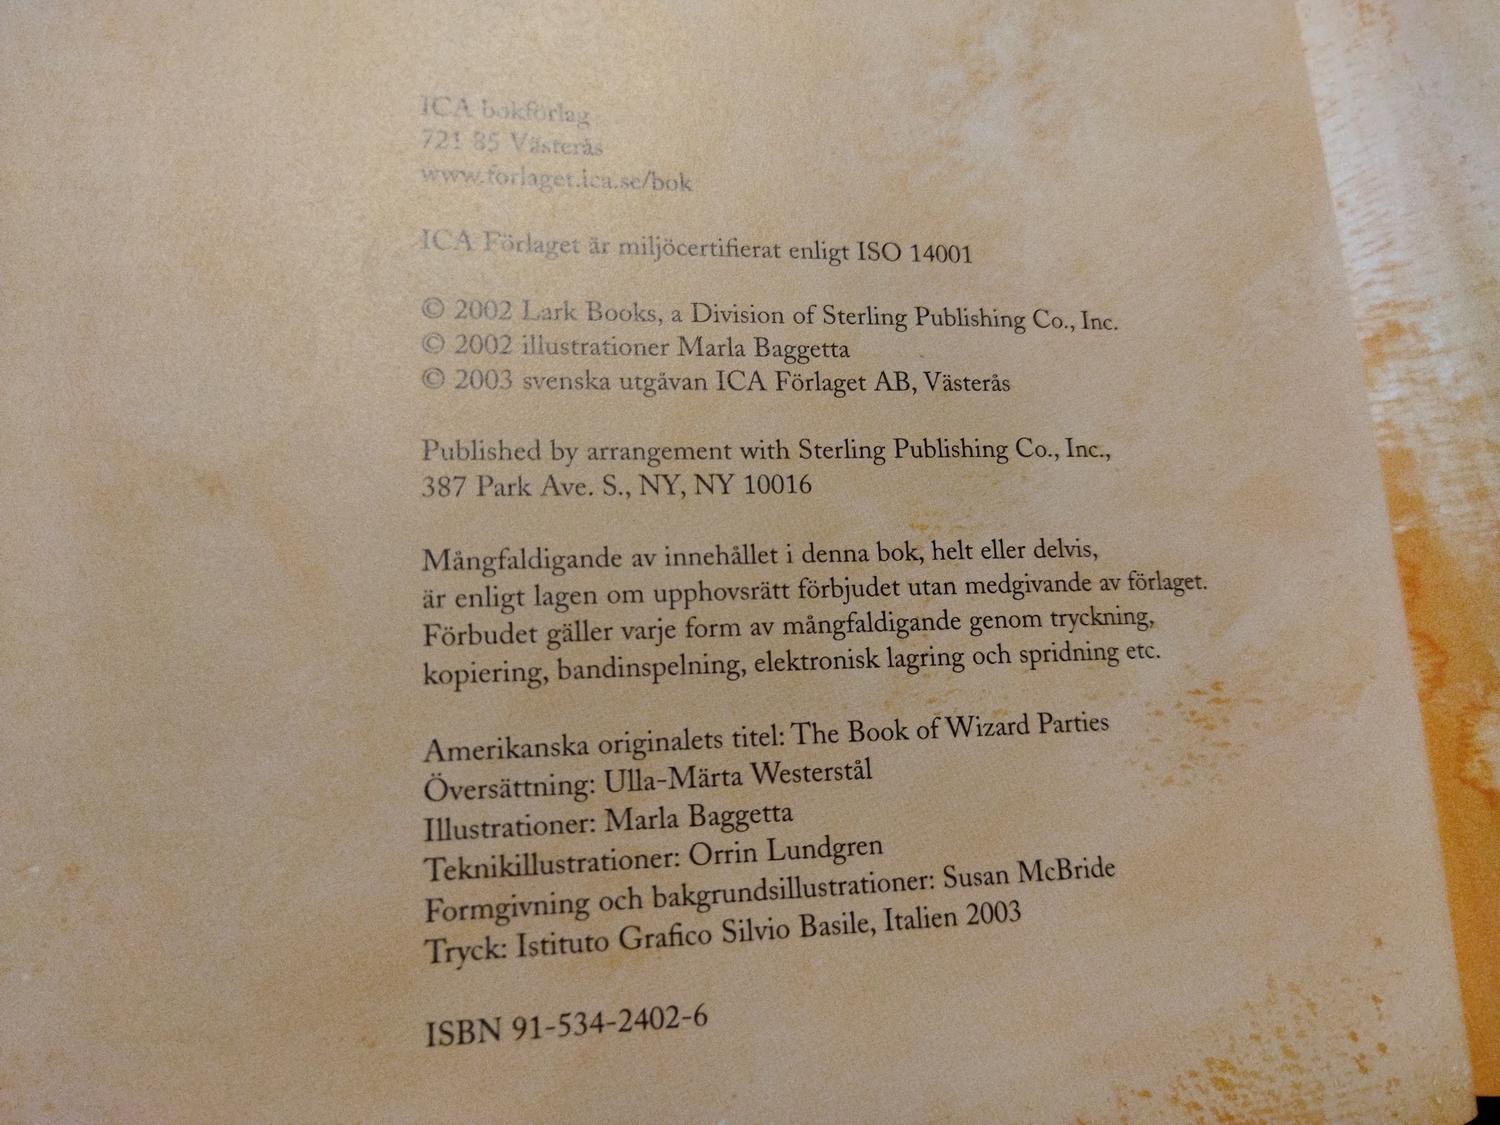 ICA bokförlag
721 85 Västerås
www.forlaget.ica.se/bok
ICA Förlaget är miljöcertifierat enligt ISO 14001
© 2002 Lark Books, a Division of Sterling Publishing Co., Inc.
© 2002 illustrationer Marla Baggetta
© 2003 svenska utgåvan ICA Förlaget AB, Västerås
Published by arrangement with Sterling Publishing Co., Inc.,
387 Park Ave. S., NY, NY 10016
Mångfaldigande av innehållet i denna bok, helt eller delvis,
är enligt lagen om upphovsrätt förbjudet utan medgivande av förlaget.
Förbudet gäller varje form av mångfaldigande genom tryckning,
kopiering, bandinspelning, elektronisk lagring och spridning etc.
Amerikanska originalets titel: The Book of Wizard Parties
Översättning: Ulla-Märta Westerstål
Illustrationer: Marla Baggetta
Teknikillustrationer: Orrin Lundgren
Formgivning och bakgrundsillustrationer: Susan McBride
Tryck: Istituto Grafico Silvio Basile, Italien 2003
ISBN 91-534-2402-6